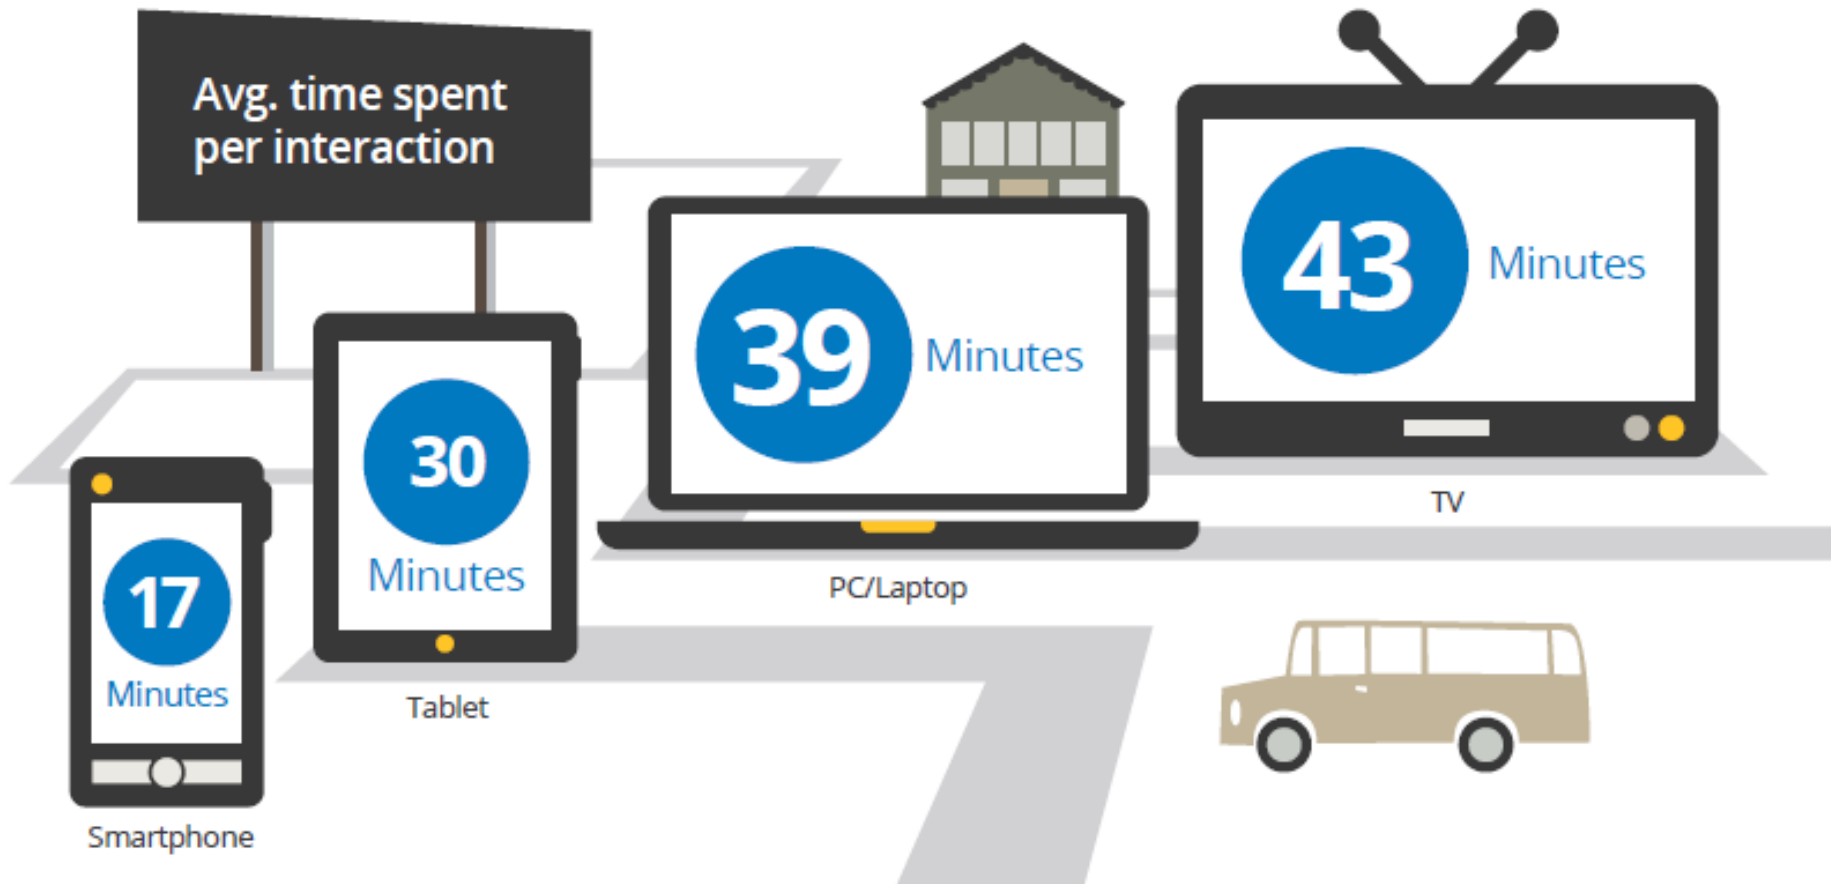 Avg. time spent
per interaction
17
Minutes
Smartphone
30
Minutes
Tablet
39 Minutes
PC/Laptop
43 Minutes
TV